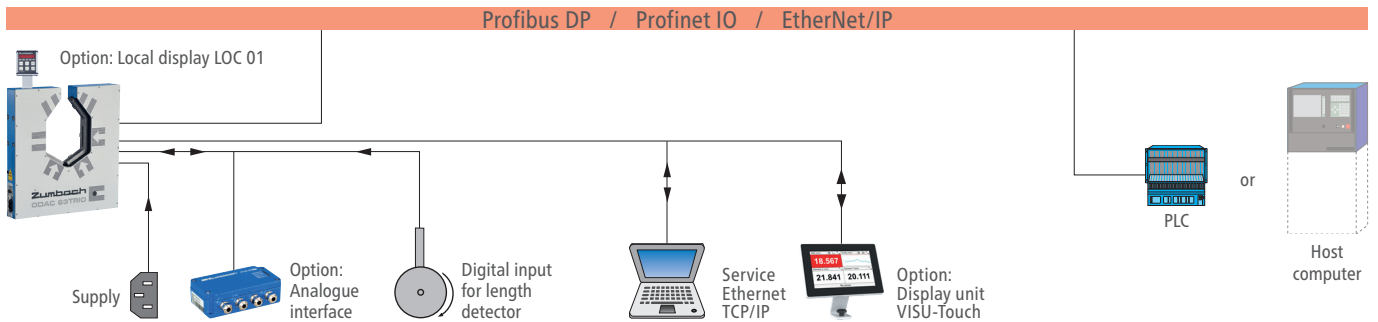 Profibus DP / Profinet IO / EtherNet/IP
Option: Local display LOC 01
Zumbach
ODAC 63TRIO
Supply
Option:
Analogue
interface
Digital input
for length
detector
Service
Ethernet
TCP/IP
18.567
21.841 20.111
Option:
Display unit
VISU-Touch
PLC
or
Host
computer